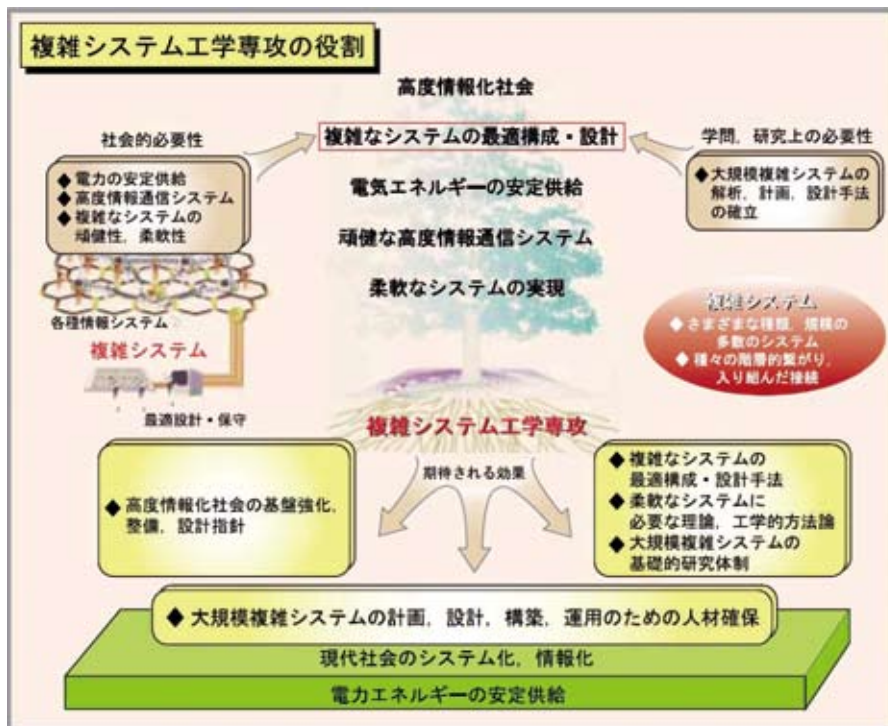 複雑システム工学専攻の役割
高度情報化社会
複雑なシステムの最適構成・設計
電気エネルギーの安定供給
頑健な高度情報通信システム
柔軟なシステムの実現
社会的必要性
◆電力の安定供給
◆高度情報通信システム
◆複雑なシステムの
頑健性，柔軟性
各種情報システム
複雑システム
最適設計・保守
学問，研究上の必要性
◆大規模複雑システムの
解析，計画，設計手法
の確立
複雑システム
◆さまざまな種類，規模の
多数のシステム
◆種々の階層的繋がり，
入り組んだ接続
複雑システム工学専攻
期待される効果
◆高度情報化社会の基盤強化，
整備，設計指針
◆複雑なシステムの
最適構成・設計手法
◆柔軟なシステムに
必要な理論，工学的方法論
◆大規模複雑システムの
基礎的研究体制
◆大規模複雑システムの計画，設計，構築，運用のための人材確保
現代社会のシステム化，情報化
電力エネルギーの安定供給